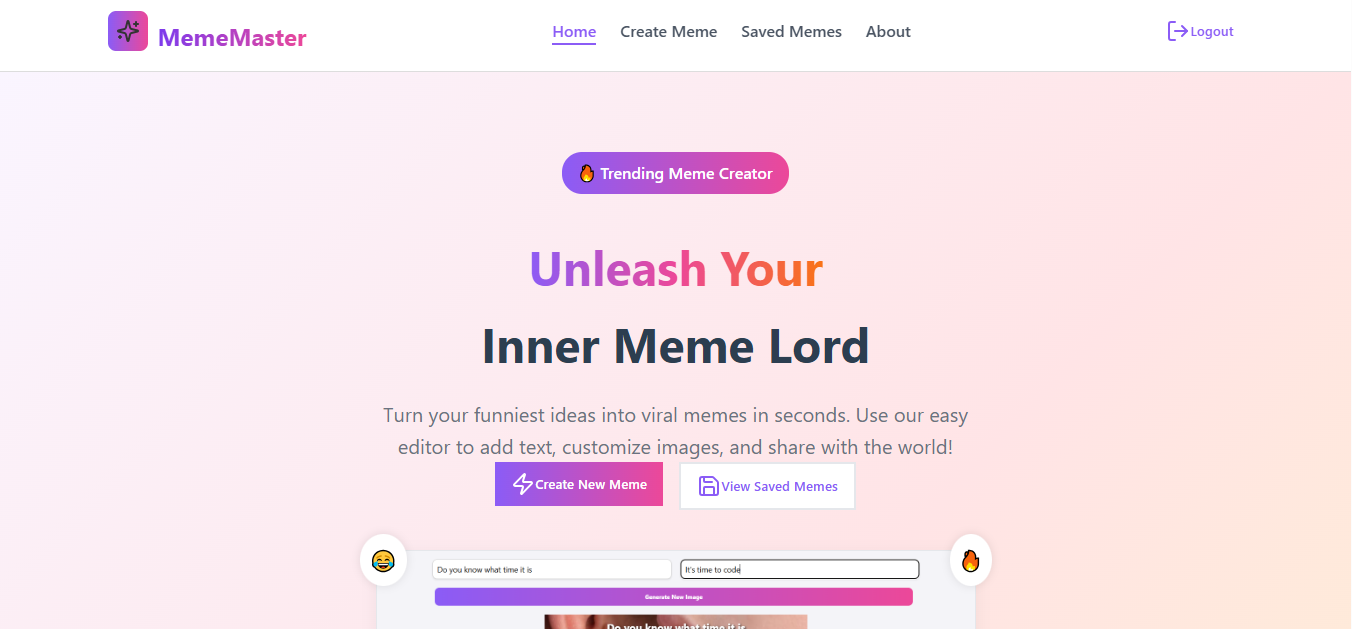 MemeMaster
Home Create Meme Saved Memes About
Logout
🔥 Trending Meme Creator
Unleash Your
Inner Meme Lord
Turn your funniest ideas into viral memes in seconds. Use our easy
editor to add text, customize images, and share with the world!
Create New Meme
View Saved Memes
Do you know what time it is
It's time to code
Generate New Image
Do you know what time it is